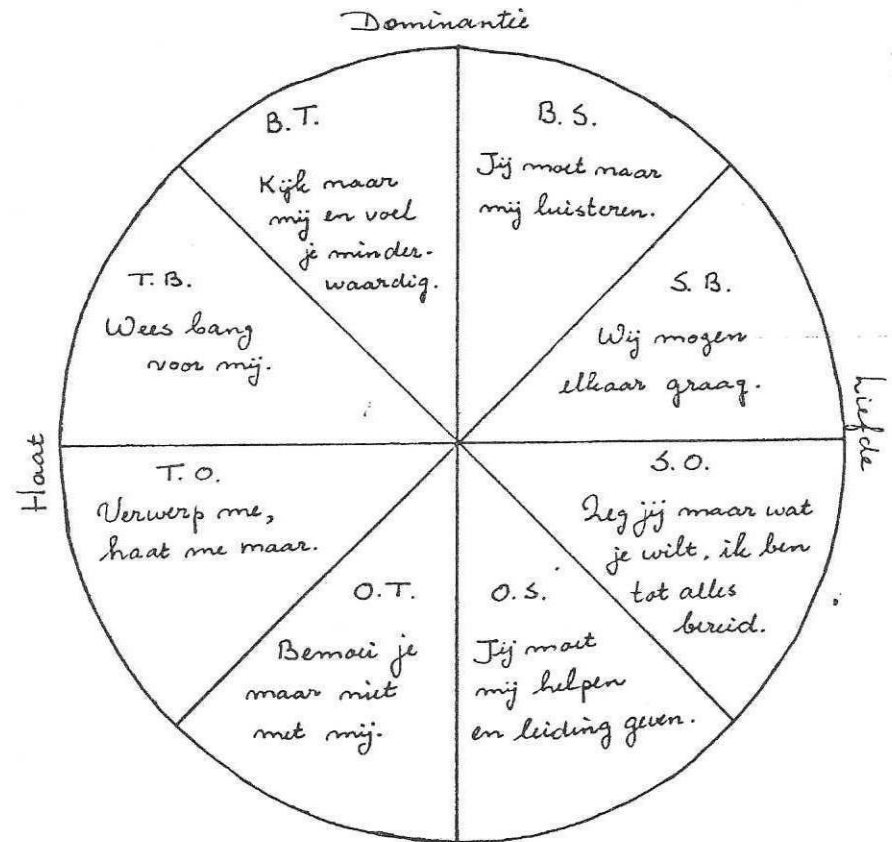 Dominantie
B.T.
Kijk naar
mij en voel
je minder-
waardig.
B.S.
Jij moet naar
mij luisteren.
S.B.
Wij mogen
elkaar graag.
Liefde
S.O.
Zeg jij maar wat
je wilt, ik ben
tot alles
bereid.
O.S.
Jij moet
mij helpen
en leiding geven.
O.T.
Bemoei je
maar niet
met mij.
T.O.
Verwerp me,
haat me maar.
Haat
T.B.
Wees bang
voor mij.